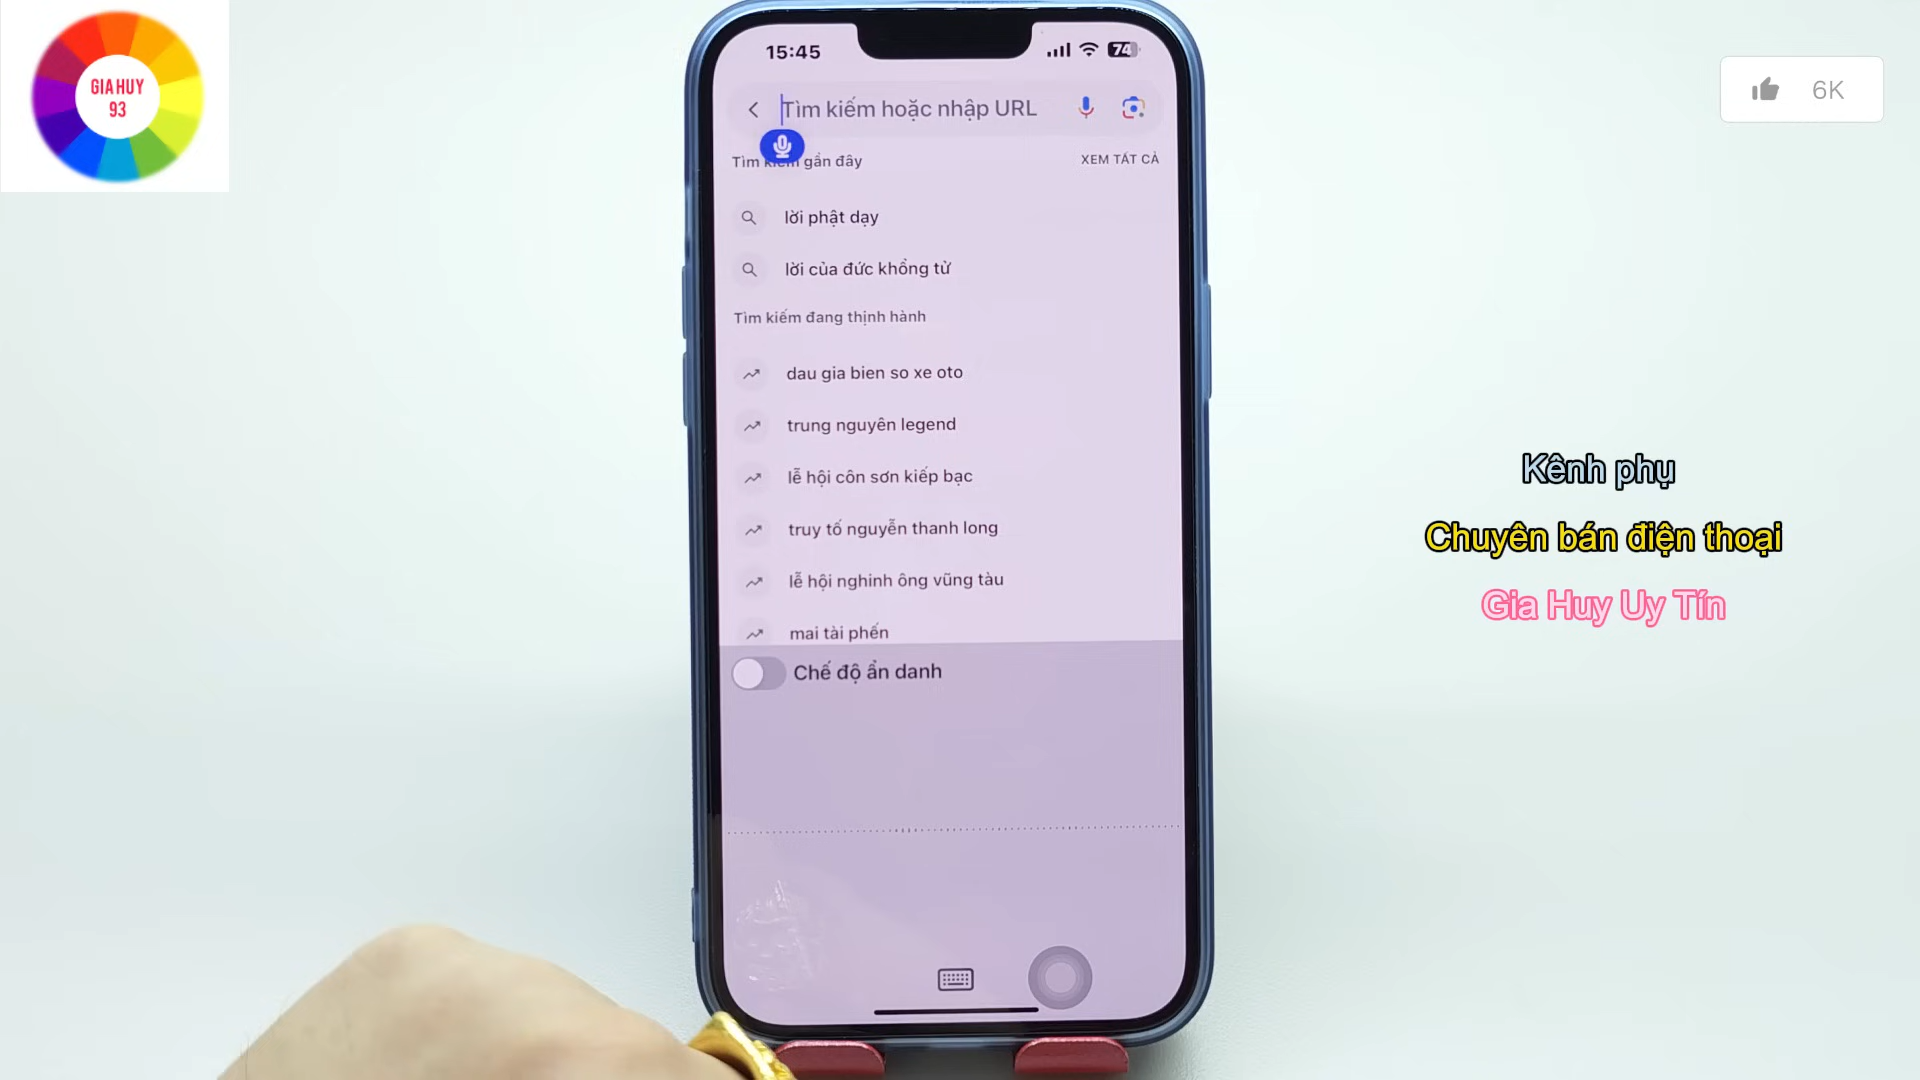 GIA HUY
93
15:45
74
Tìm kiếm hoặc nhập URL
Tìm kiếm gần đây
XEM TẤT CẢ
lời phật dạy
lời của đức khổng tử
Tìm kiếm đang thịnh hành
dau gia bien so xe oto
trung nguyên legend
lễ hội côn sơn kiếp bạc
truy tố nguyễn thanh long
lễ hội nghinh ông vũng tàu
mai tài phến
Chế độ ẩn danh
6K
Kênh phụ
Chuyên bán điện thoại
Gia Huy Uy Tín